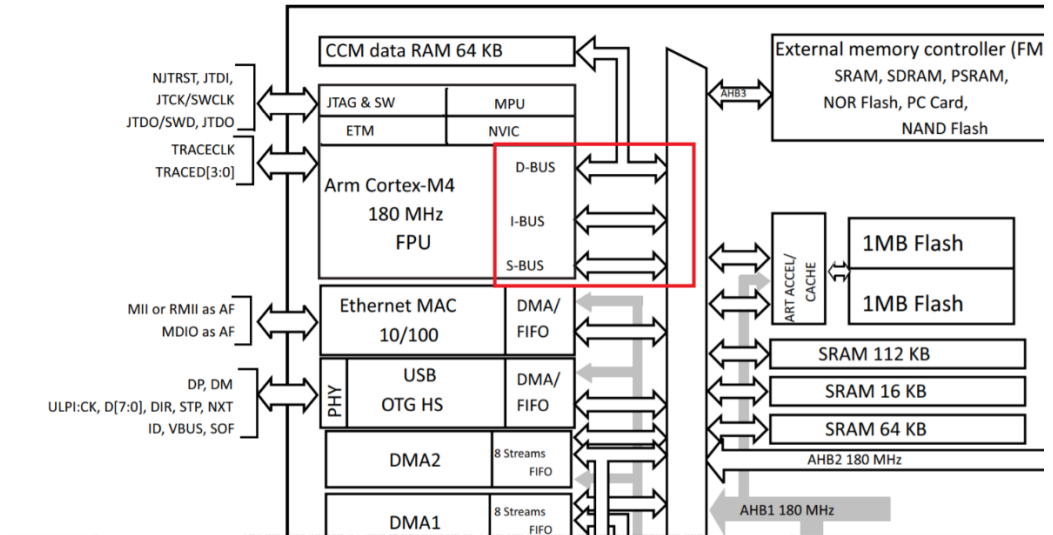 CCM data RAM 64 KB
External memory controller (FM
SRAM, SDRAM, PSRAM,
NOR Flash, PC Card,
NAND Flash
AHB3
NJTRST, JTDI,
JTCK/SWCLK
JTDO/SWD, JTDO
JTAG & SW
MPU
ETM
NVIC
TRACECLK
TRACED[3:0]
Arm Cortex-M4
180 MHz
FPU
D-BUS
I-BUS
S-BUS
ART ACCEL/
CACHE
1MB Flash
1MB Flash
MII or RMII as AF
MDIO as AF
Ethernet MAC
10/100
DMA/
FIFO
SRAM 112 KB
SRAM 16 KB
SRAM 64 KB
DP, DM
ULPI:CK, D[7:0], DIR, STP, NXT
ID, VBUS, SOF
PHY
USB
OTG HS
DMA/
FIFO
DMA2
8 Streams
FIFO
AHB2 180 MHz
DMA1
8 Streams
FIFO
AHB1 180 MHz